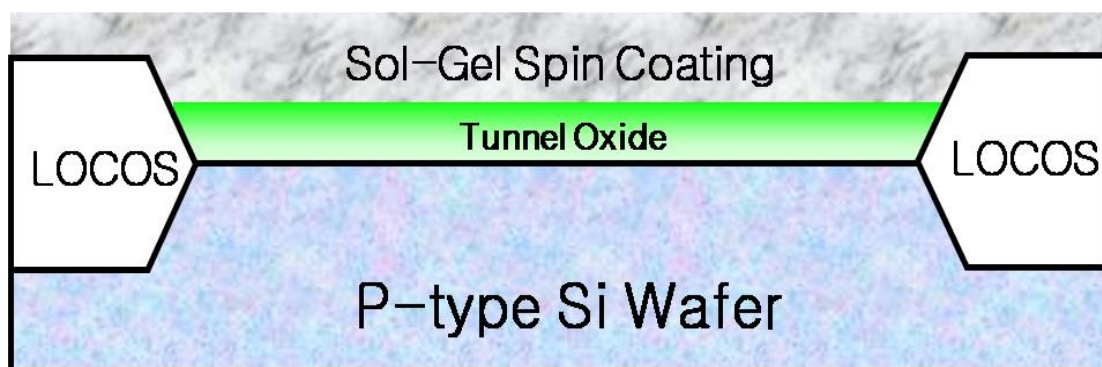 Sol-Gel Spin Coating
Tunnel Oxide
LOCOS
LOCOS
P-type Si Wafer